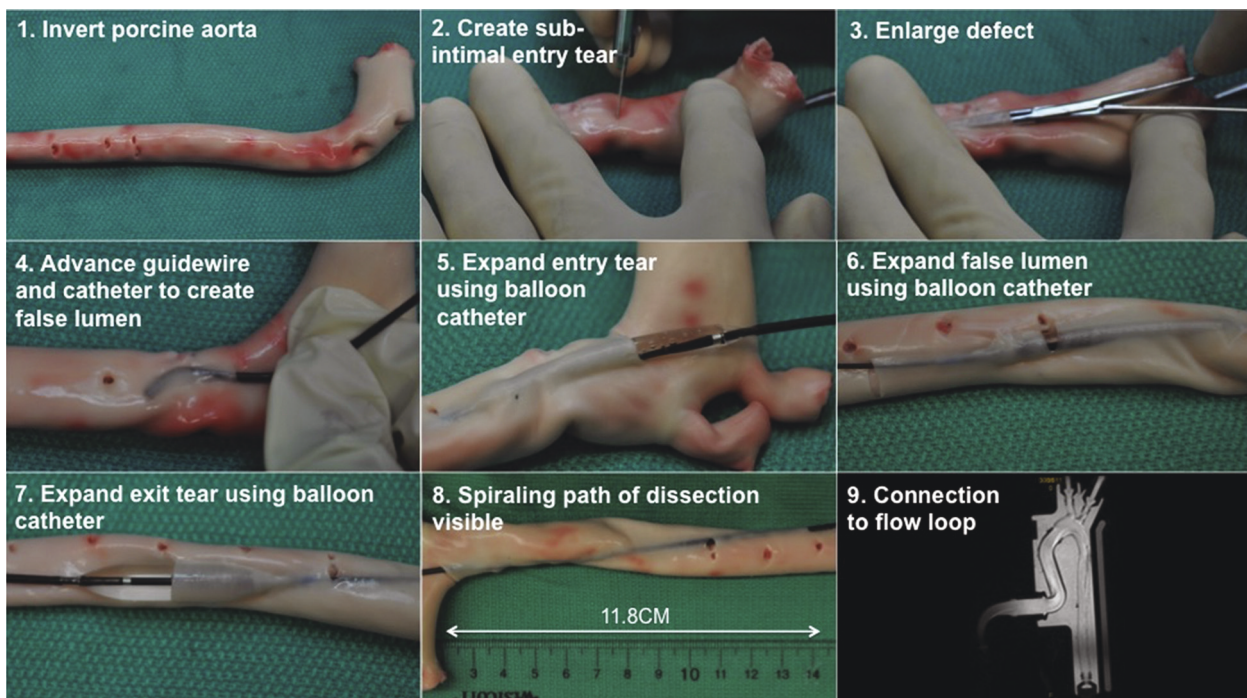 1. Invert porcine aorta
2. Create sub-
intimal entry tear
3. Enlarge defect
4. Advance guidewire
and catheter to create
false lumen
5. Expand entry tear
using balloon
catheter
6. Expand false lumen
using balloon catheter
7. Expand exit tear using balloon
catheter
8. Spiraling path of dissection
visible
11.8CM
3 4 5 6 7 8 9 10 11 12 13 14
9. Connection
to flow loop